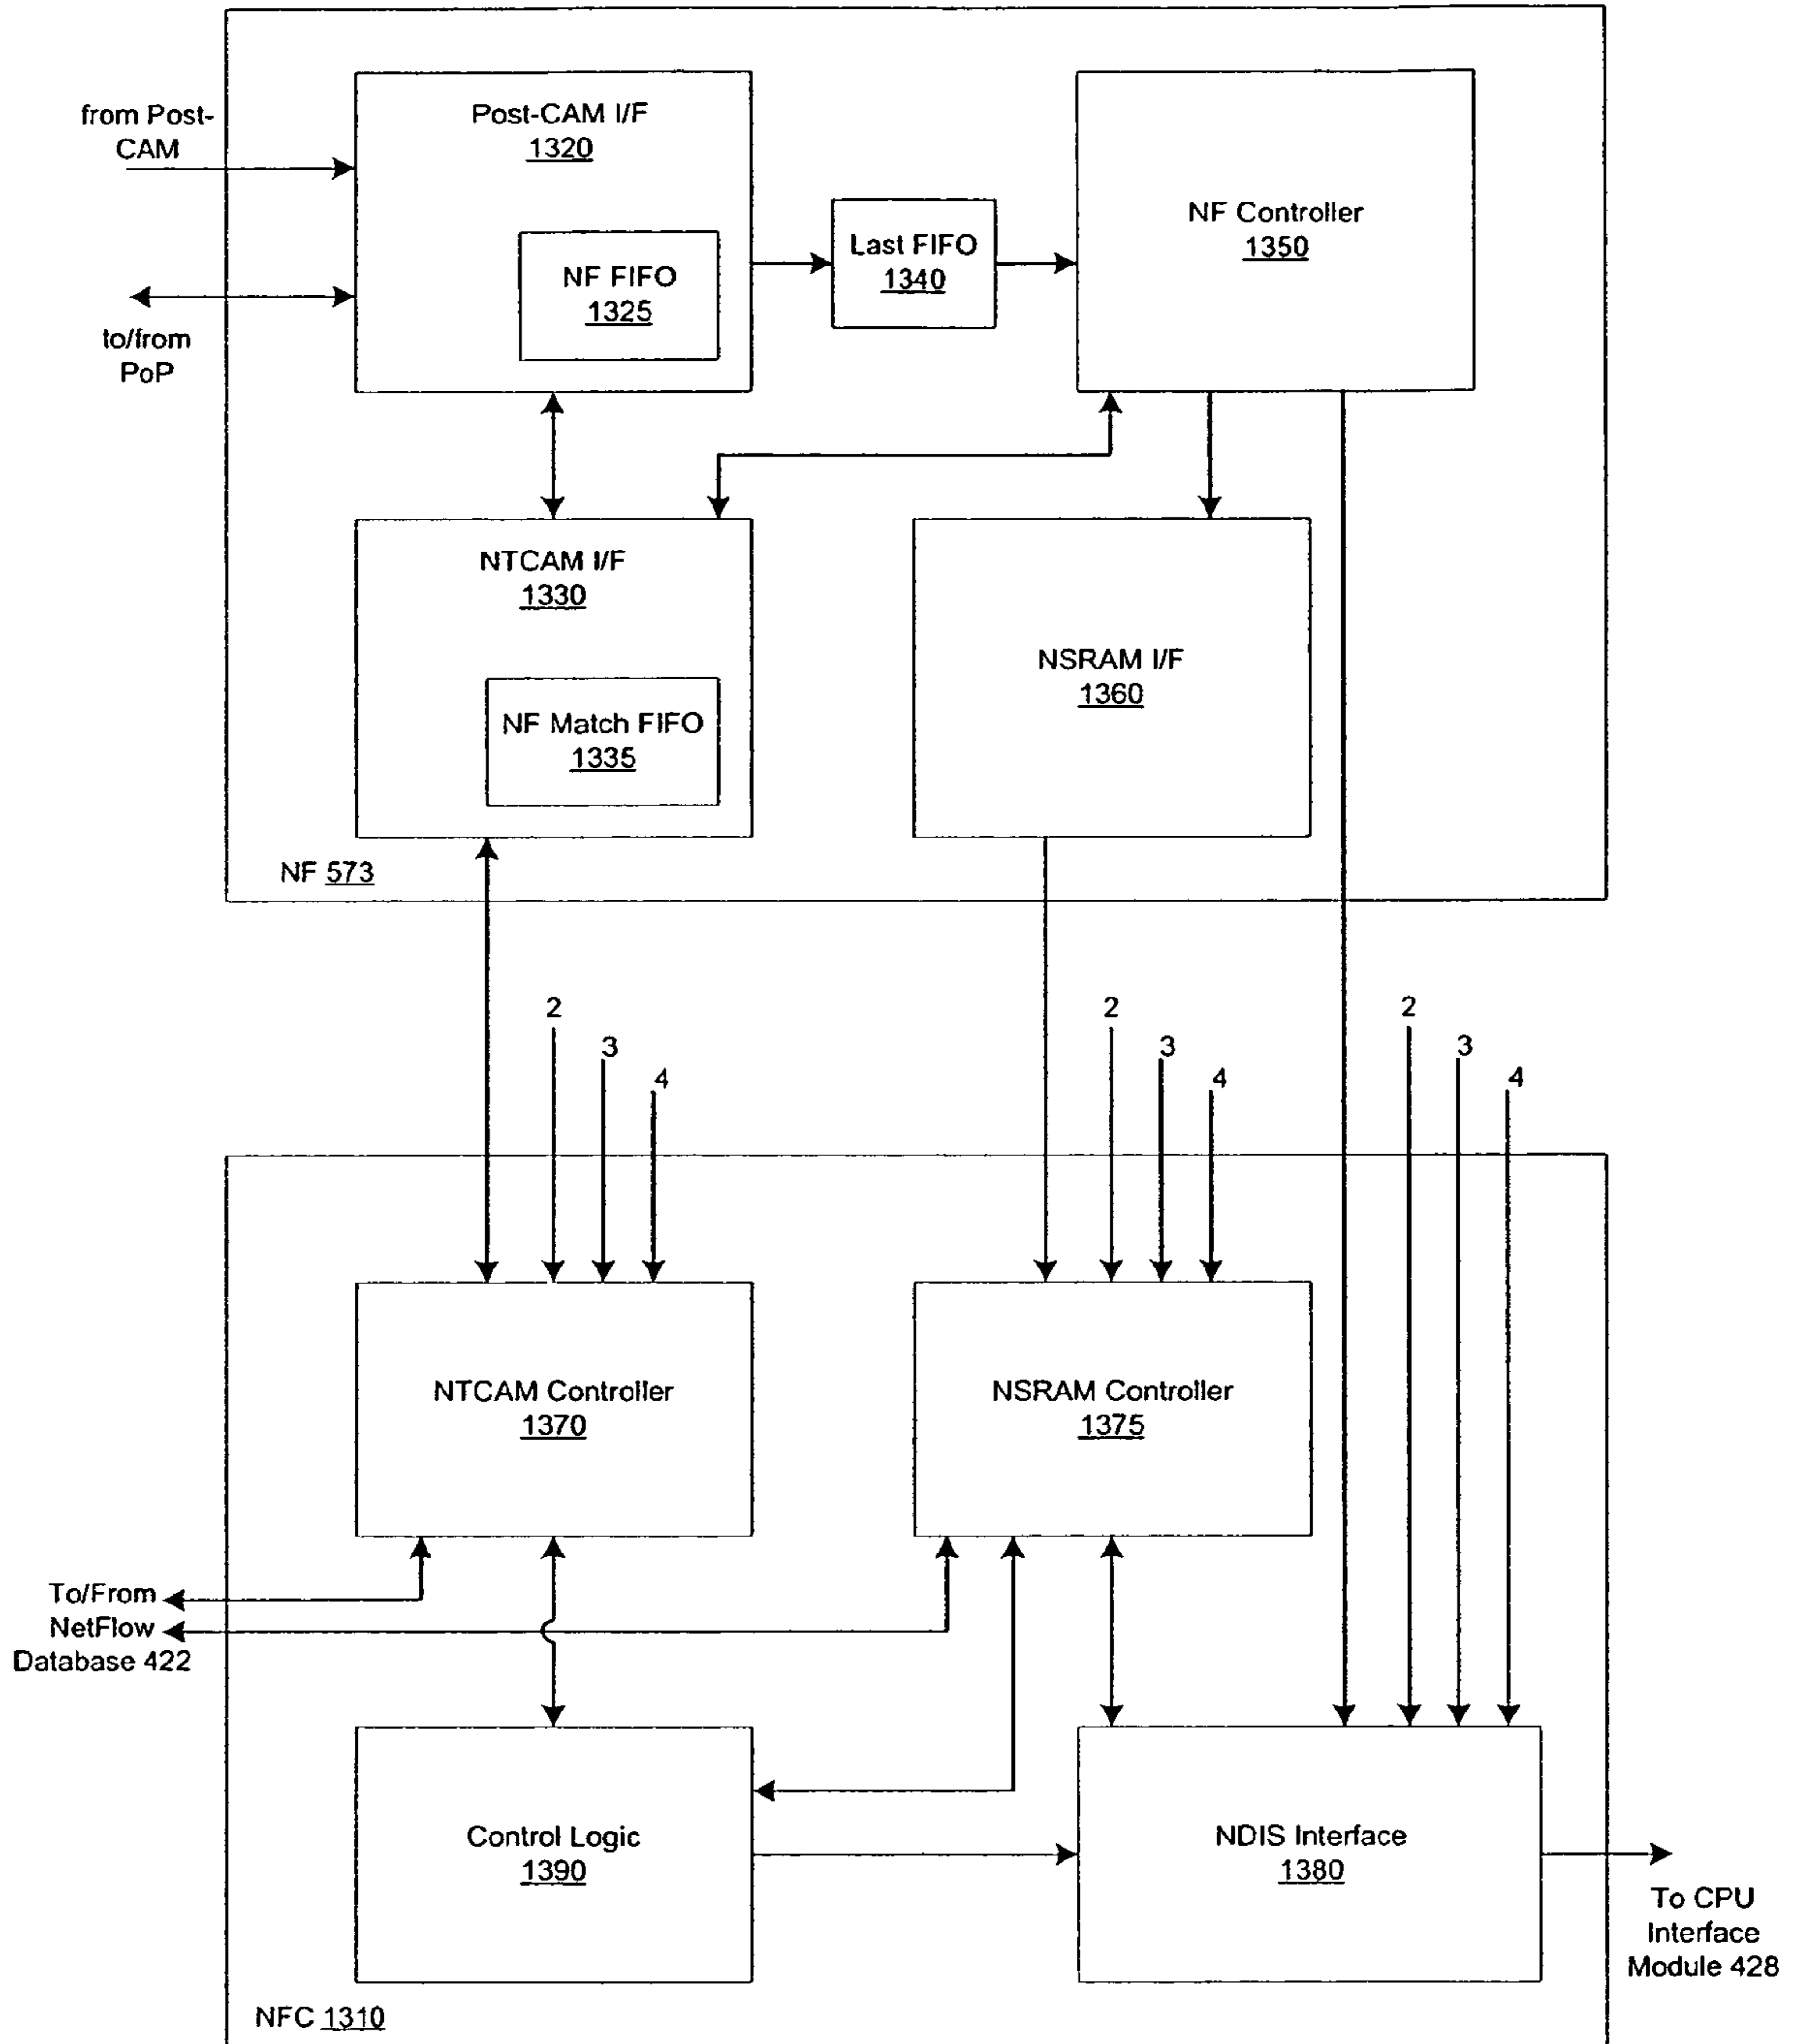 from Post-
CAM
to/from
PoP
Post-CAM I/F
1320
NF FIFO
1325
Last FIFO
1340
NF Controller
1350
NTCAM I/F
1330
NF Match FIFO
1335
NSRAM I/F
1360
NF 573
2
3
4
2
3
4
2
3
4
NTCAM Controller
1370
NSRAM Controller
1375
To/From
NetFlow
Database 422
Control Logic
1390
NDIS Interface
1380
To CPU
Interface
Module 428
NFC 1310